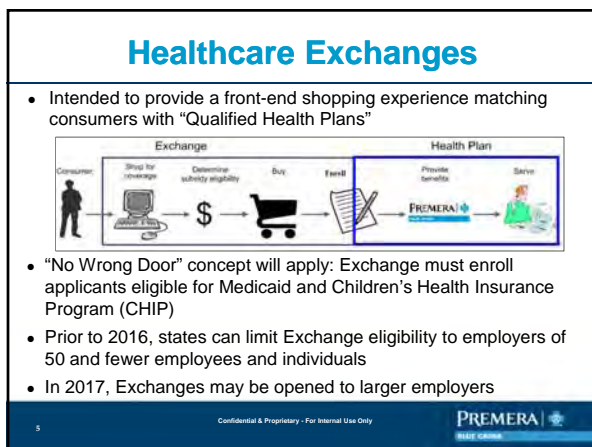 Healthcare Exchanges
• Intended to provide a front-end shopping experience matching
consumers with “Qualified Health Plans”
Exchange
Health Plan
Consumer
Shop for
coverage
Determine
subsidy eligibility
Buy
Enroll
Provide
benefits
Serve
$
PREMERA
• “No Wrong Door” concept will apply: Exchange must enroll
applicants eligible for Medicaid and Children’s Health Insurance
Program (CHIP)
• Prior to 2016, states can limit Exchange eligibility to employers of
50 and fewer employees and individuals
• In 2017, Exchanges may be opened to larger employers
5
Confidential & Proprietary - For Internal Use Only
PREMERA
BLUE CROSS